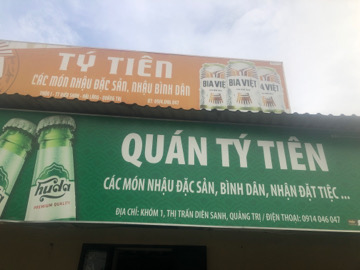 TÝ TIÊN
CÁC MÓN NHẬU ĐẶC SẢN, NHẬU BÌNH DÂN
BIA VIỆT
BIA VIỆT
QUÁN TÝ TIÊN
CÁC MÓN NHẬU ĐẶC SẢN, BÌNH DÂN, NHẬN ĐẶT TIỆC ...
ĐỊA CHỈ: KHÓM 1, THỊ TRẤN DIÊN SANH, QUẢNG TRỊ / ĐIỆN THOẠI: 0914 046 047
huda